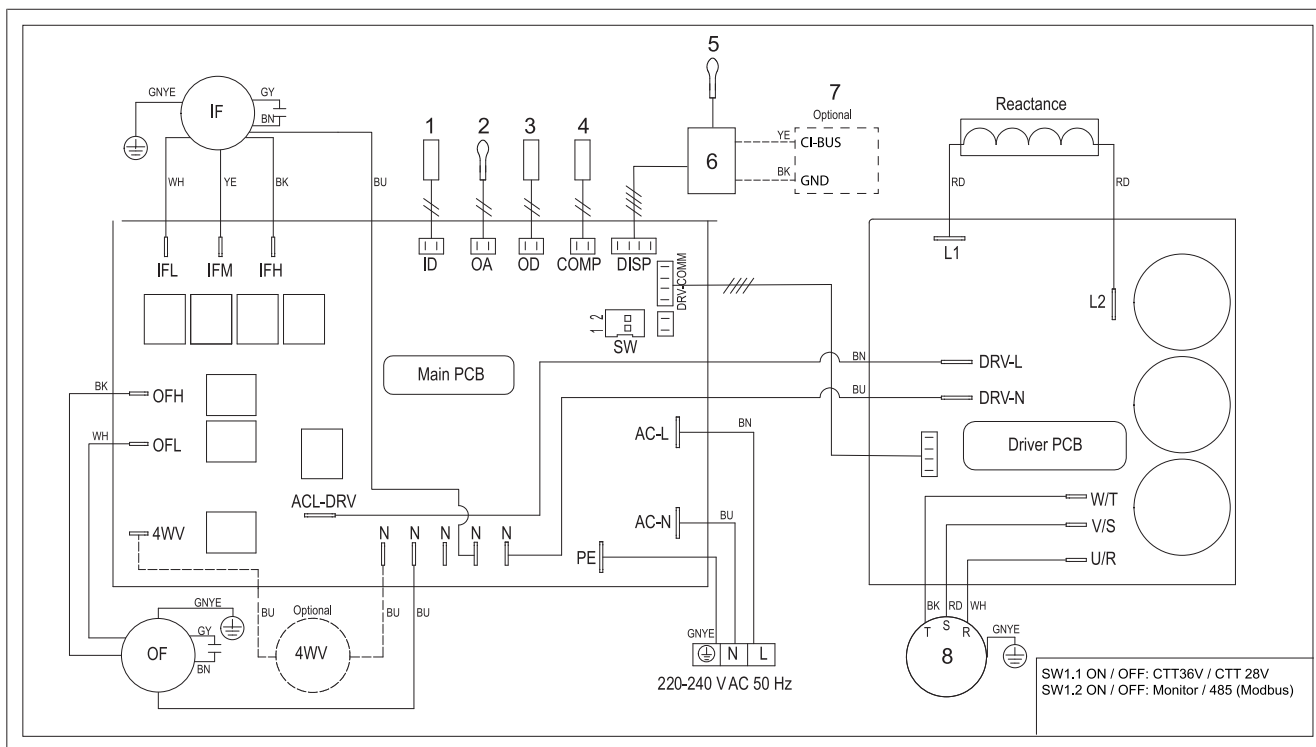 5
7
Optional
GNYE
GY
IF
BN
1
2
3
4
YE
CI-BUS
6
BK
GND
Reactance
WH
YE
BK
BU
RD
RD
IFL
IFM
IFH
ID
OA
OD
COMP
DISP
DRV-COMM
L1
L2
1 2
SW
Main PCB
BN
DRV-L
BU
DRV-N
BK
OFH
WH
OFL
AC-L
BN
Driver PCB
ACL-DRV
W/T
4WV
N N N N N
AC-N
BU
V/S
PE
U/R
GNYE
BU
Optional
BU
BU
BK
RD
WH
GY
OF
BN
4WV
GNYE
T
S
R
GNYE
8
N
L
220-240 V AC 50 Hz
SW1.1 ON / OFF: CTT36V / CTT 28V
SW1.2 ON / OFF: Monitor / 485 (Modbus)